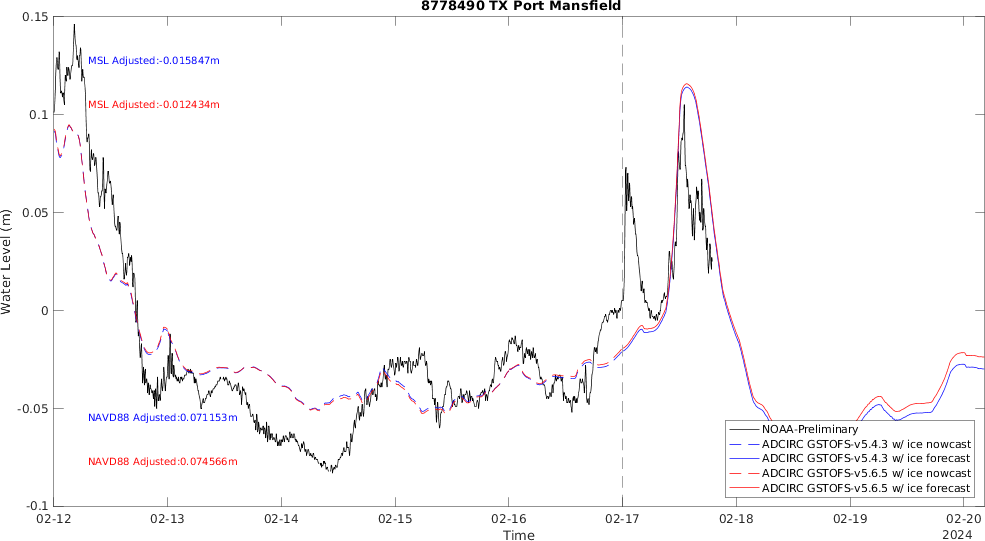 8778490 TX Port Mansfield
0.15
0.1
0.05
0
-0.05
-0.1
Water Level (m)
MSL Adjusted:-0.015847m
MSL Adjusted:-0.012434m
NAVD88 Adjusted:0.071153m
NAVD88 Adjusted:0.074566m
NOAA-Preliminary
ADCIRC GSTOFS-v5.4.3 w/ ice nowcast
ADCIRC GSTOFS-v5.4.3 w/ ice forecast
ADCIRC GSTOFS-v5.6.5 w/ ice nowcast
ADCIRC GSTOFS-v5.6.5 w/ ice forecast
02-12 02-13 02-14 02-15 02-16 02-17 02-18 02-19 02-20
2024
Time